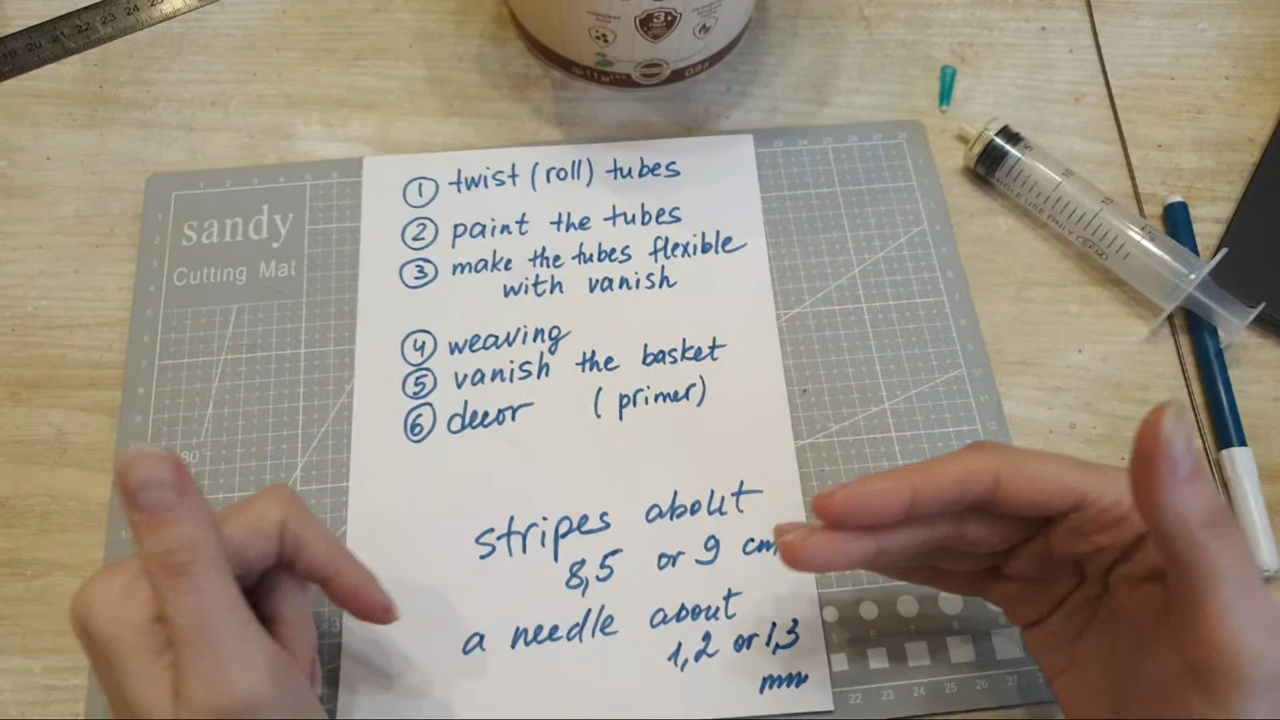 sandy
Cutting Mat
① twist (roll) tubes
② paint the tubes
③ make the tubes flexible
with vanish
④ weaving
⑤ vanish the basket
⑥ decor (primer)
stripes about
8,5 or 9 cm
a needle about
1,2 or 1,3
mm